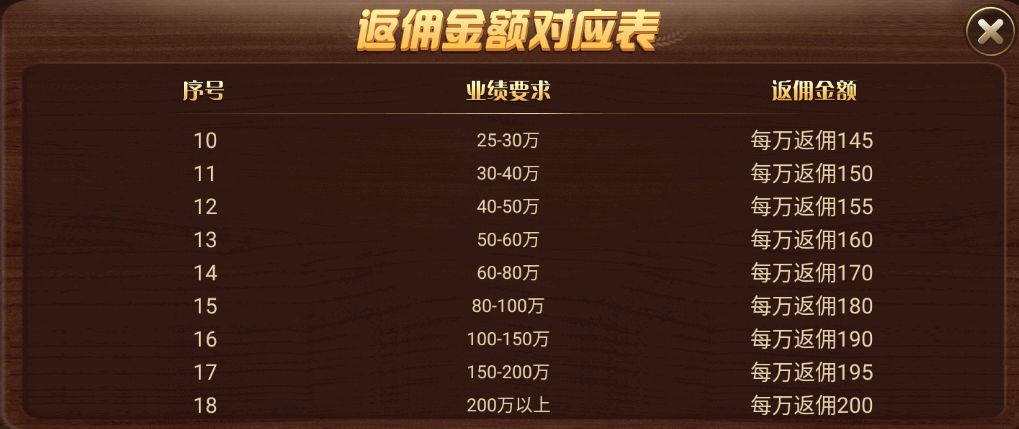 返佣金额对应表
序号 业绩要求 返佣金额
10 25-30万 每万返佣145
11 30-40万 每万返佣150
12 40-50万 每万返佣155
13 50-60万 每万返佣160
14 60-80万 每万返佣170
15 80-100万 每万返佣180
16 100-150万 每万返佣190
17 150-200万 每万返佣195
18 200万以上 每万返佣200